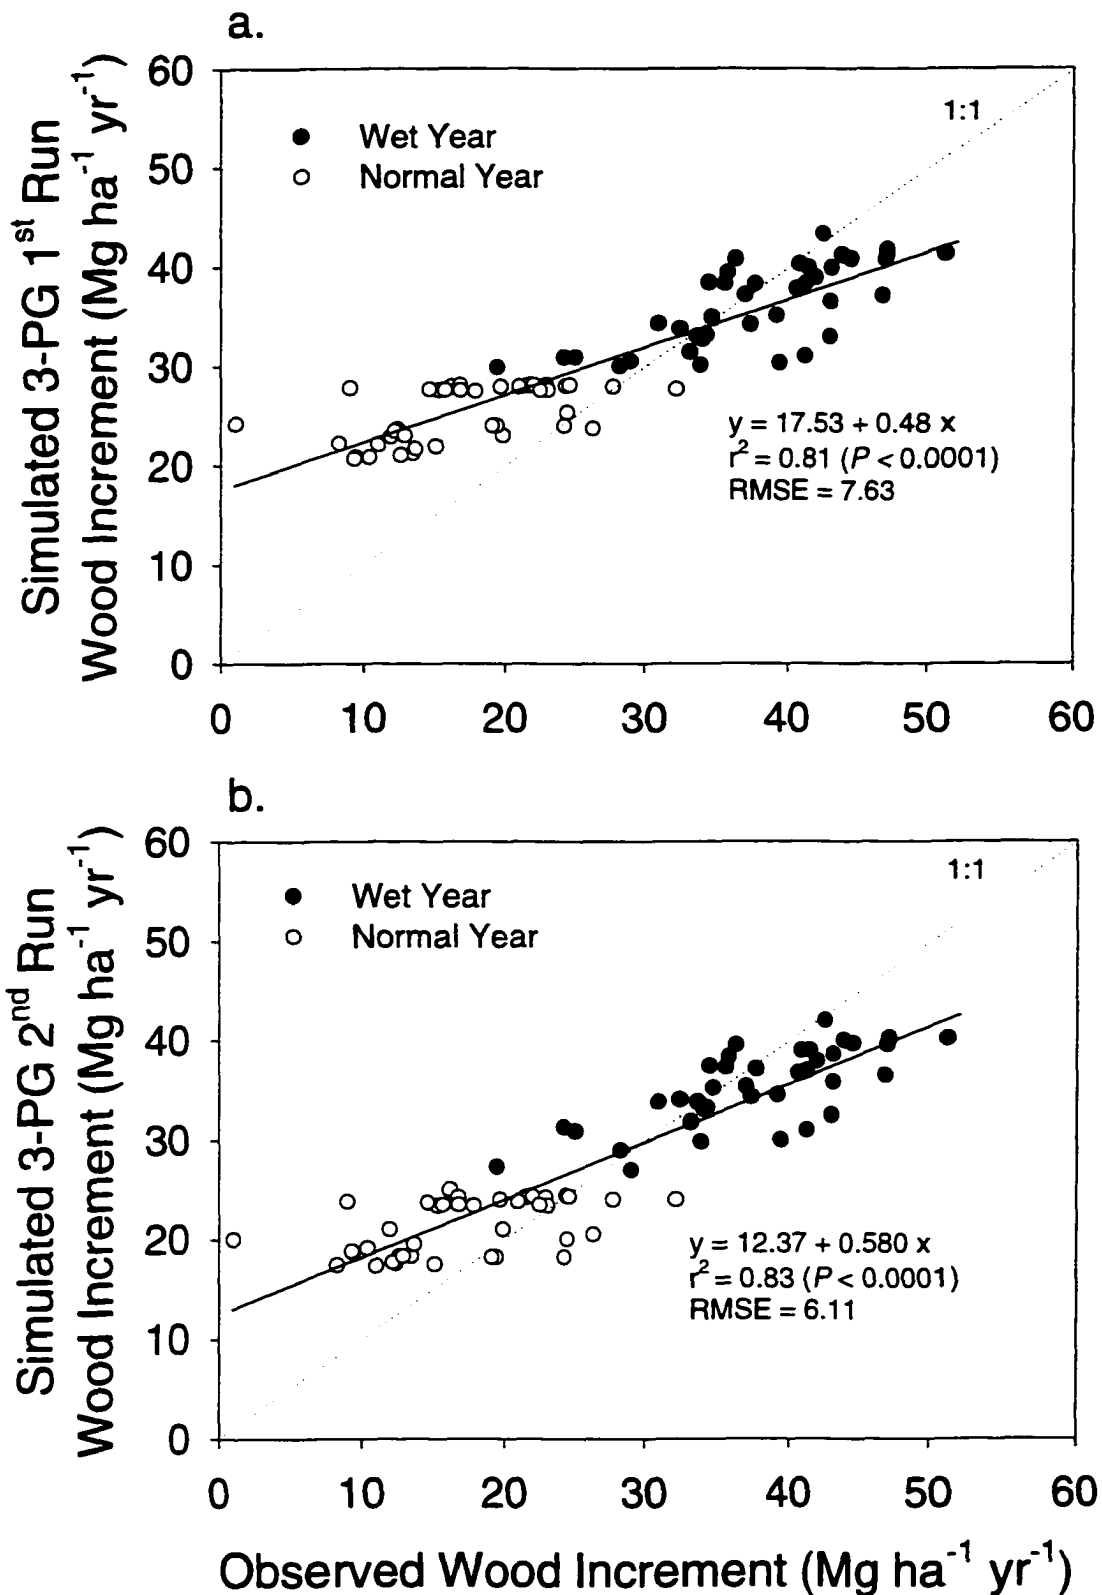 a.
Simulated 3-PG 1st Run
Wood Increment (Mg ha-1 yr-1)
60
50
40
30
20
10
0
Wet Year
Normal Year
1:1
y = 17.53 + 0.48 x
r2 = 0.81 (P < 0.0001)
RMSE = 7.63
0 10 20 30 40 50 60
b.
Simulated 3-PG 2nd Run
Wood Increment (Mg ha-1 yr-1)
60
50
40
30
20
10
0
Wet Year
Normal Year
1:1
y = 12.37 + 0.580 x
r2 = 0.83 (P < 0.0001)
RMSE = 6.11
0 10 20 30 40 50 60
Observed Wood Increment (Mg ha-1 yr-1)